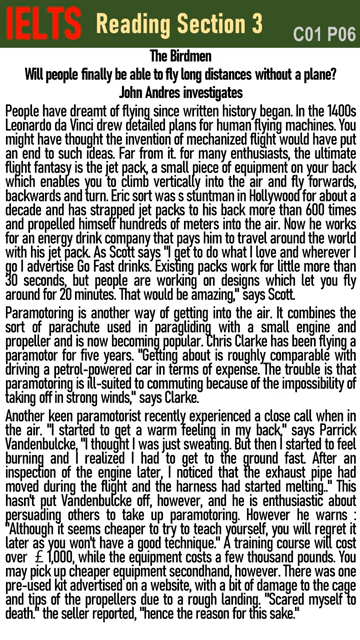 IELTS Reading Section 3 C01 P06
The Birdmen
Will people finally be able to fly long distances without a plane?
John Andres investigates
People have dreamt of flying since written history began. In the 1400s
Leonardo da Vinci drew detailed plans for human flying machines. You
might have thought the invention of mechanized flight would have put
an end to such ideas. Far from it. for many enthusiasts, the ultimate
flight fantasy is the jet pack, a small piece of equipment on your back
which enables you to climb vertically into the air and fly forwards,
backwards and turn. Eric sort was s stuntman in Hollywood for about a
decade and has strapped jet packs to his back more than 600 times
and propelled himself hundreds of meters into the air. Now he works
for an energy drink company that pays him to travel around the world
with his jet pack. As Scott says "I get to do what I love and wherever I
go I advertise Go Fast drinks. Existing packs work for little more than
30 seconds, but people are working on designs which let you fly
around for 20 minutes. That would be amazing," says Scott.
Paramotoring is another way of getting into the air. It combines the
sort of parachute used in paragliding with a small engine and
propeller and is now becoming popular. Chris Clarke has been flying a
paramotor for five years. "Getting about is roughly comparable with
driving a petrol-powered car in terms of expense. The trouble is that
paramotoring is ill-suited to commuting because of the impossibility of
taking off in strong winds," says Clarke.
Another keen paramotorist recently experienced a close call when in
the air. "I started to get a warm feeling in my back," says Parrick
Vandenbulcke, "I thought I was just sweating. But then I started to feel
burning and I realized I had to get to the ground fast. After an
inspection of the engine later, I noticed that the exhaust pipe had
moved during the flight and the harness had started melting.." This
hasn't put Vandenbulcke off, however, and he is enthusiastic about
persuading others to take up paramotoring. However he warns :
"Although it seems cheaper to try to teach yourself, you will regret it
later as you won't have a good technique." A training course will cost
over £ 1,000, while the equipment costs a few thousand pounds. You
may pick up cheaper equipment secondhand, however. There was one
pre-used kit advertised on a website, with a bit of damage to the cage
and tips of the propellers due to a rough landing. "Scared myself to
death." the seller reported, "hence the reason for this sake."